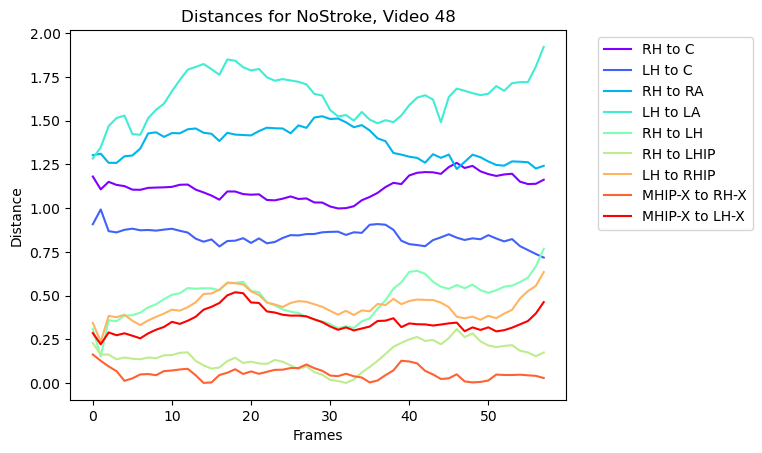 Distances for NoStroke, Video 48
Distance
2.00
1.75
1.50
1.25
1.00
0.75
0.50
0.25
0.00
0 10 20 30 40 50
Frames
RH to C
LH to C
RH to RA
LH to LA
RH to LH
RH to LHIP
LH to RHIP
MHIP-X to RH-X
MHIP-X to LH-X